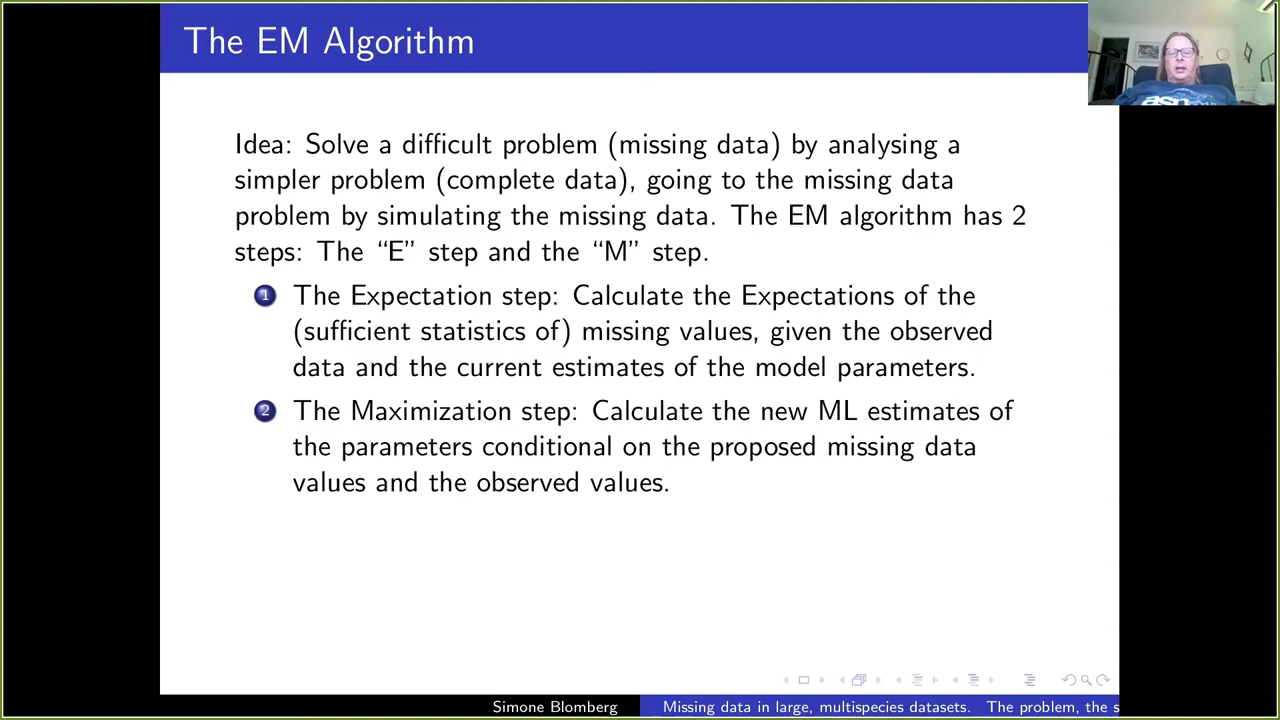 The EM Algorithm
Idea: Solve a difficult problem (missing data) by analysing a
simpler problem (complete data), going to the missing data
problem by simulating the missing data. The EM algorithm has 2
steps: The “E” step and the “M” step.
1 The Expectation step: Calculate the Expectations of the
(sufficient statistics of) missing values, given the observed
data and the current estimates of the model parameters.
2 The Maximization step: Calculate the new ML estimates of
the parameters conditional on the proposed missing data
values and the observed values.
Simone Blomberg
Missing data in large, multispecies datasets. The problem, the s